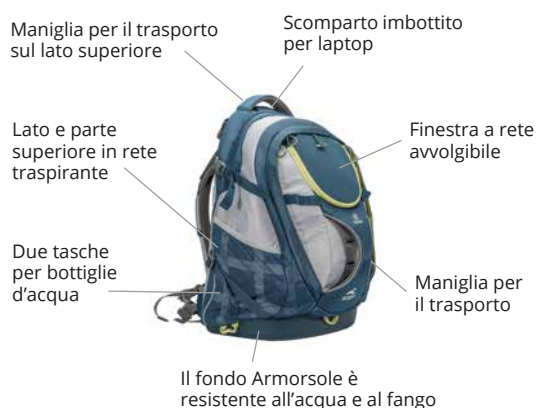 Maniglia per il trasporto
sul lato superiore
Scomparto imbottito
per laptop
Lato e parte
superiore in rete
traspirante
Finestra a rete
avvolgibile
Due tasche
per bottiglie
d'acqua
Maniglia per
il trasporto
Il fondo Armorsole è
resistente all'acqua e al fango